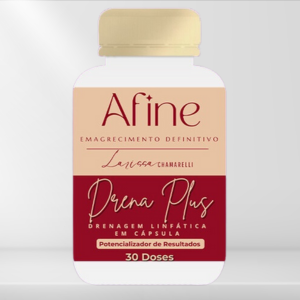 Afine
EMAGRECIMENTO DEFINITIVO
Larissa CHAMARELLI
Drena Plus
DRENAGEM LINFÁTICA
EM CÁPSULA
Potencializador de Resultados
30 Doses